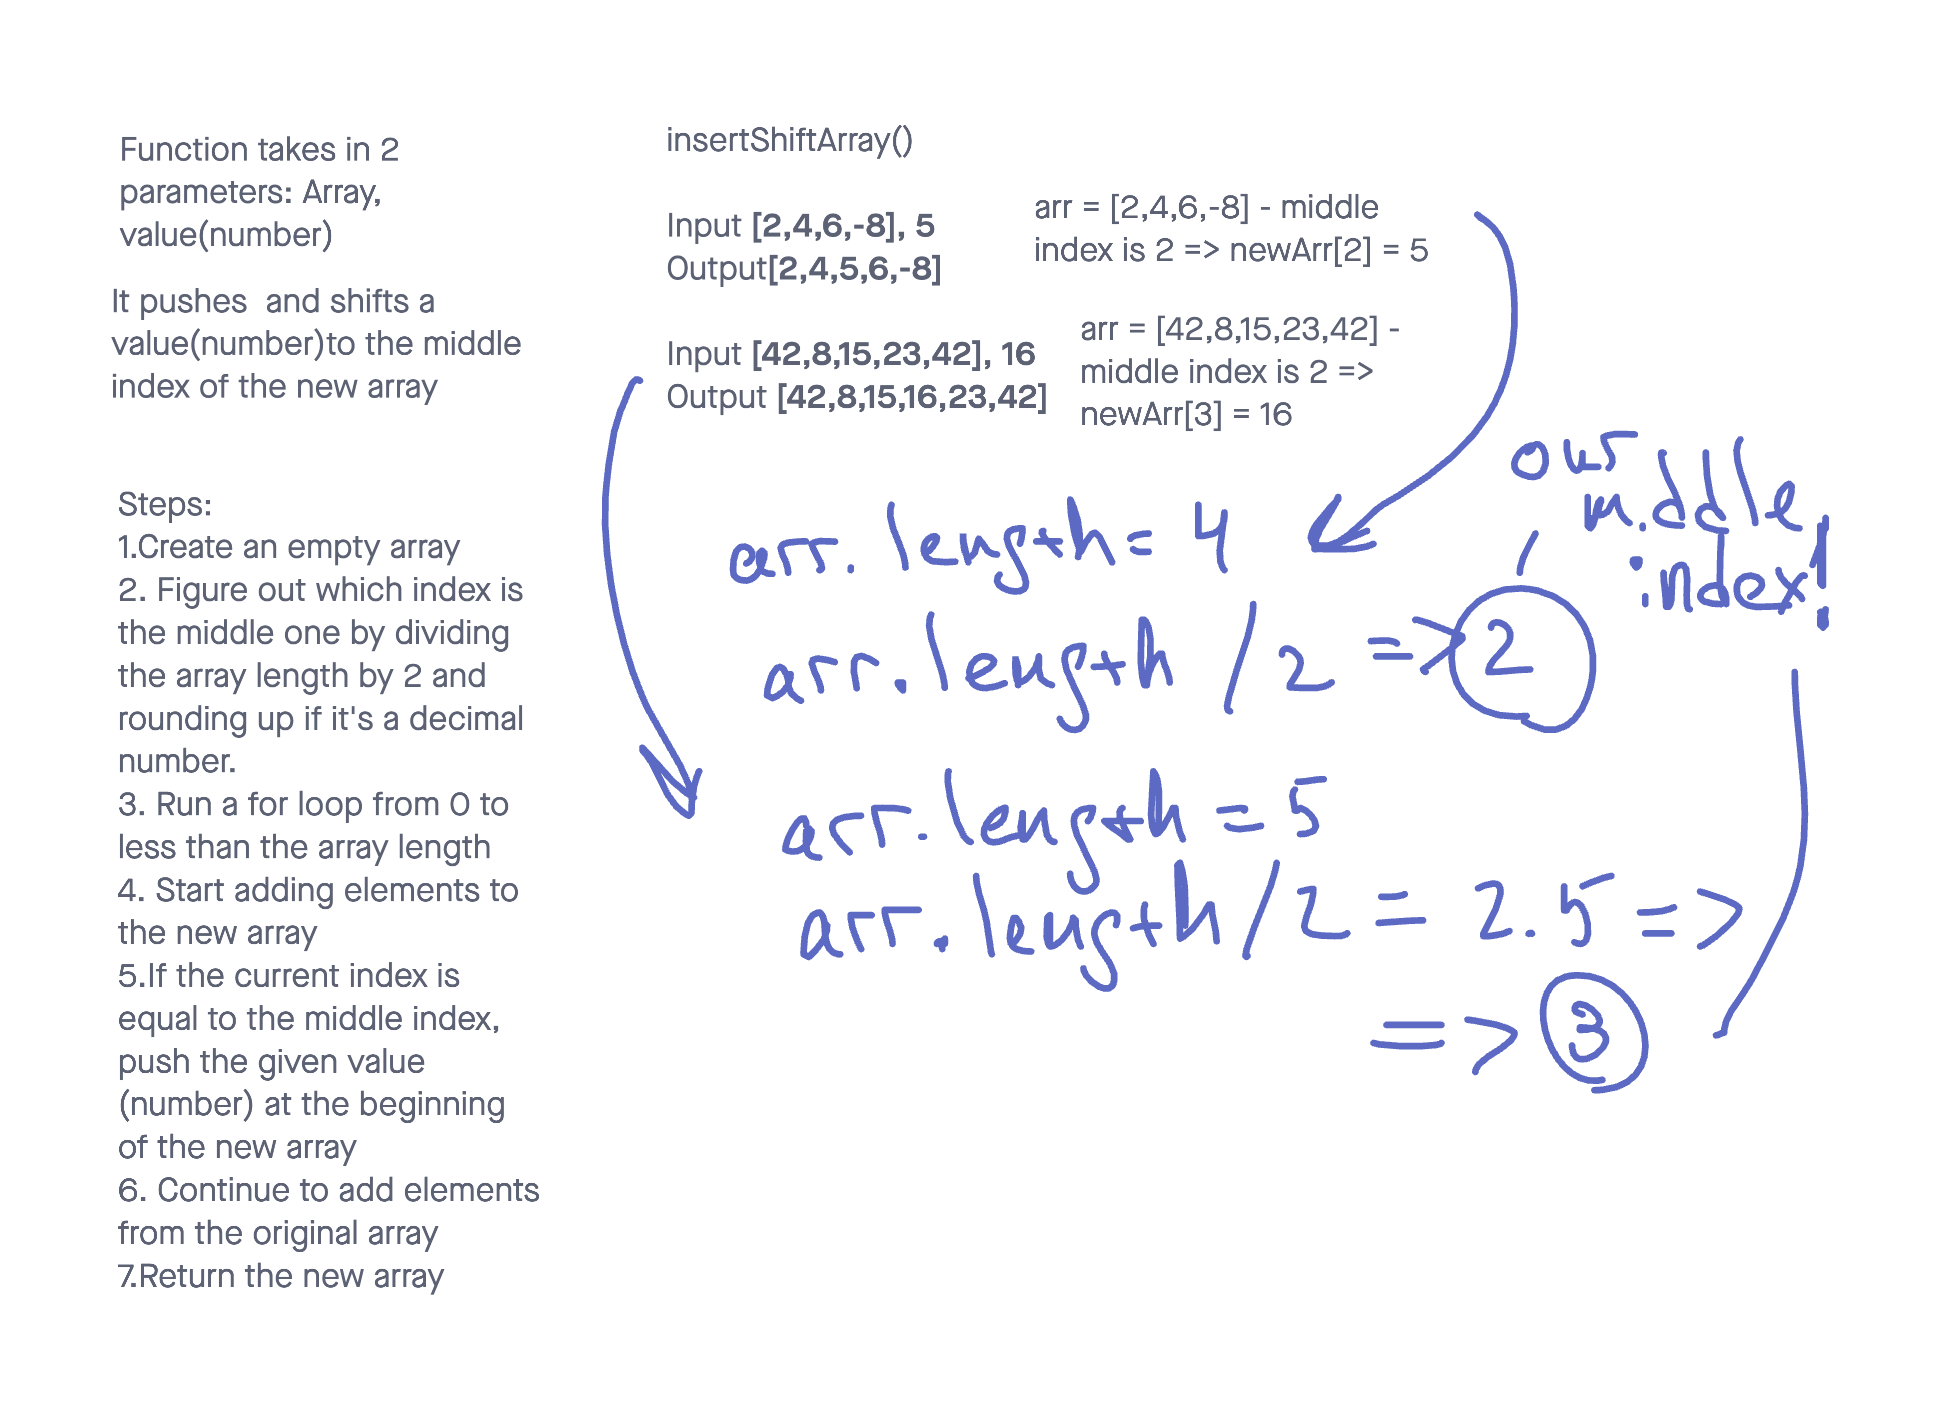 Function takes in 2
parameters: Array,
value(number)
It pushes  and shifts a
value(number)to the middle
index of the new array
Steps:
1.Create an empty array
2. Figure out which index is
the middle one by dividing
the array length by 2 and
rounding up if it's a decimal
number.
3. Run a for loop from 0 to
less than the array length
4. Start adding elements to
the new array
5.If the current index is
equal to the middle index,
push the given value
(number) at the beginning
of the new array
6. Continue to add elements
from the original array
7.Return the new array
insertShiftArray()
Input [2,4,6,-8], 5
Output[2,4,5,6,-8]
Input [42,8,15,23,42], 16
Output [42,8,15,16,23,42]
arr = [2,4,6,-8] - middle
index is 2 => newArr[2] = 5
arr = [42,8,15,23,42] -
middle index is 2 =>
newArr[3] = 16
our
middle
index!
arr.length = 4
arr.length / 2 => 2
arr.length = 5
arr.length / 2 = 2.5 =>
=> 3